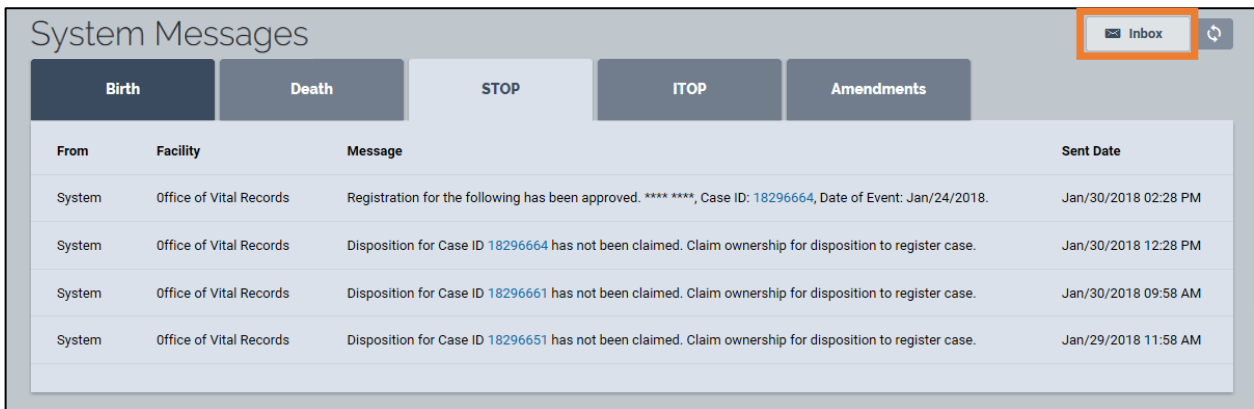 System Messages
Inbox
Birth Death STOP ITOP Amendments
From Facility Message Sent Date
System Office of Vital Records Registration for the following has been approved. **** ****, Case ID: 18296664, Date of Event: Jan/24/2018. Jan/30/2018 02:28 PM
System Office of Vital Records Disposition for Case ID 18296664 has not been claimed. Claim ownership for disposition to register case. Jan/30/2018 12:28 PM
System Office of Vital Records Disposition for Case ID 18296661 has not been claimed. Claim ownership for disposition to register case. Jan/30/2018 09:58 AM
System Office of Vital Records Disposition for Case ID 18296651 has not been claimed. Claim ownership for disposition to register case. Jan/29/2018 11:58 AM